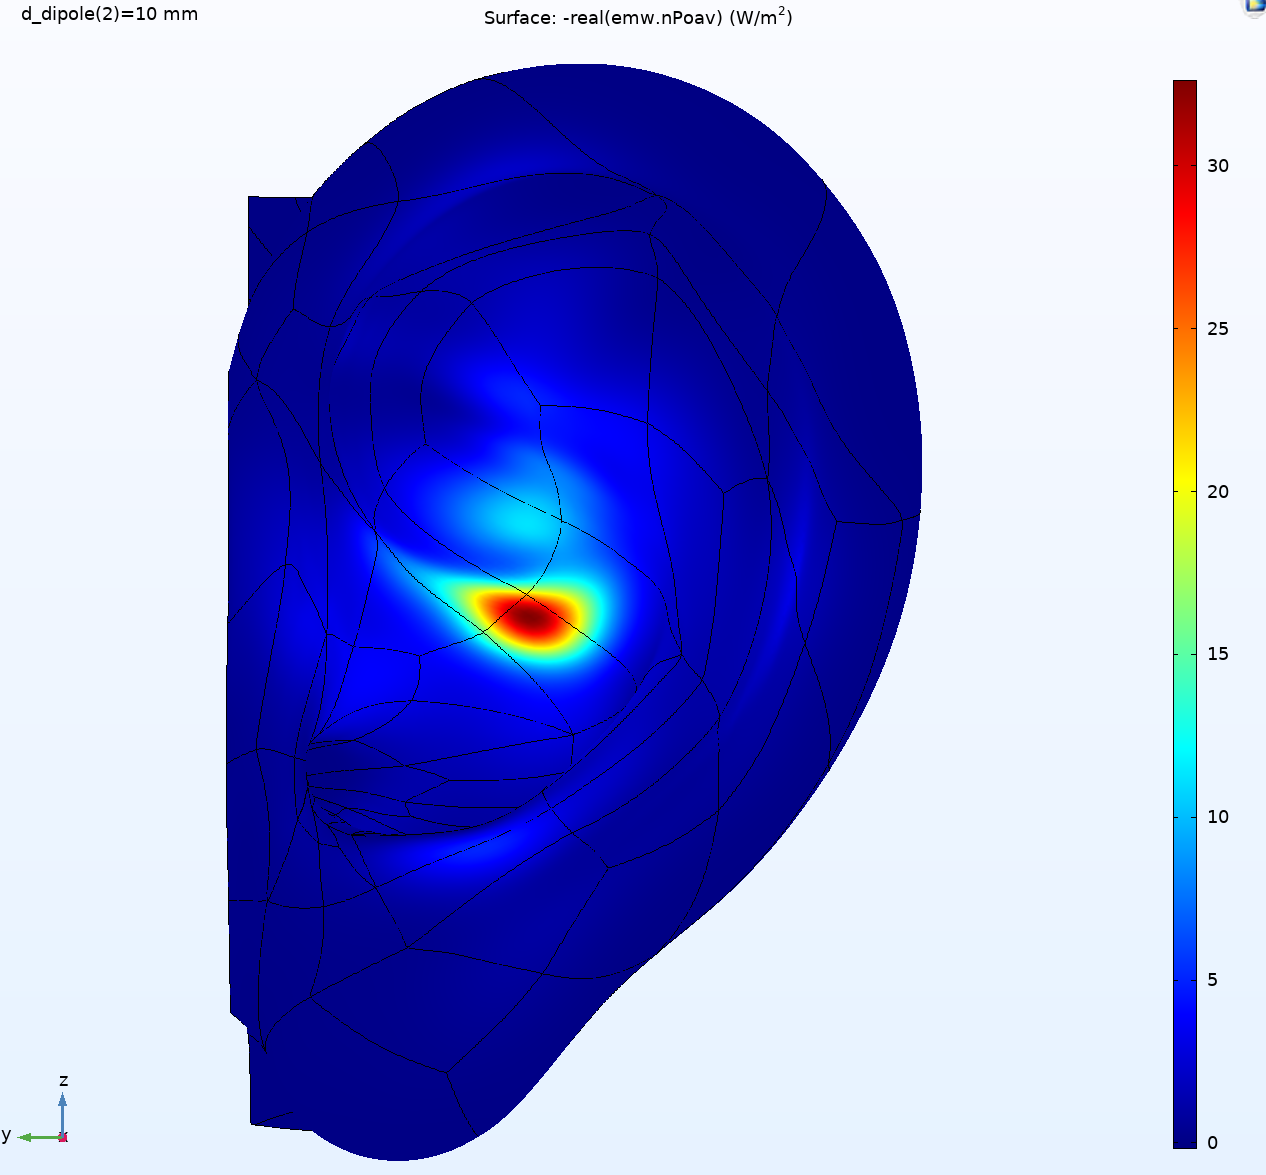 d_dipole(2)=10 mm
Surface: -real(emw.nPoav) (W/m²)
30
25
20
15
10
5
0
z
y
x